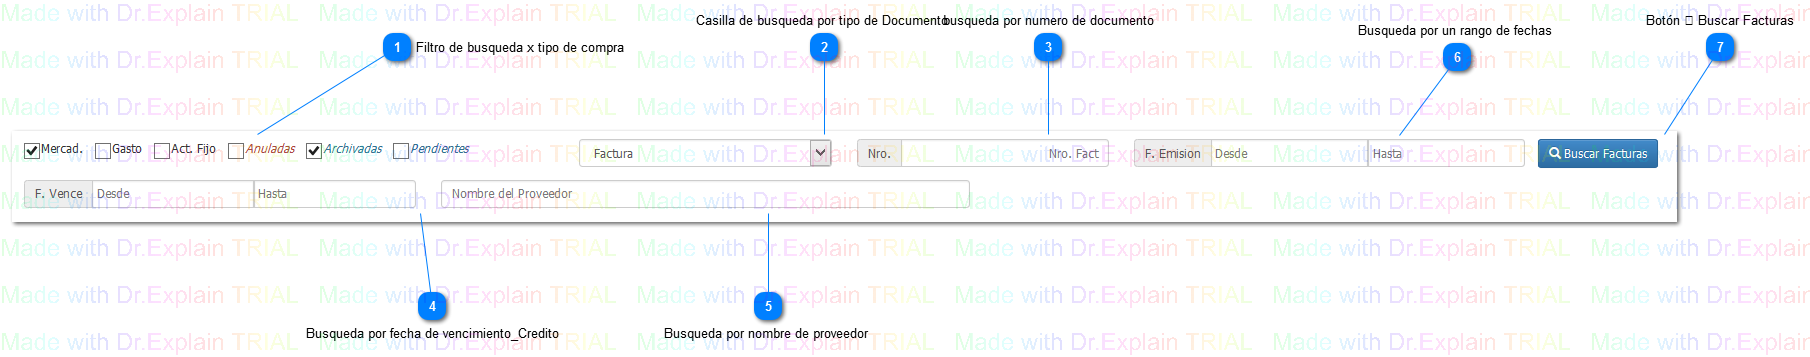 Casilla de busqueda por tipo de Documento
busqueda por numero de documento
Botón Buscar Facturas
Busqueda por un rango de fechas
1 Filtro de busqueda x tipo de compra
2
3
6
7
Mercad. Gasto Act. Fijo Anuladas Archivadas Pendientes
Factura
Nro. Nro. Fact
F. Emision Desde Hasta
Buscar Facturas
F. Vence Desde Hasta
Nombre del Proveedor
4
5
Busqueda por fecha de vencimiento_Credito
Busqueda por nombre de proveedor
Made with Dr.Explain TRIAL